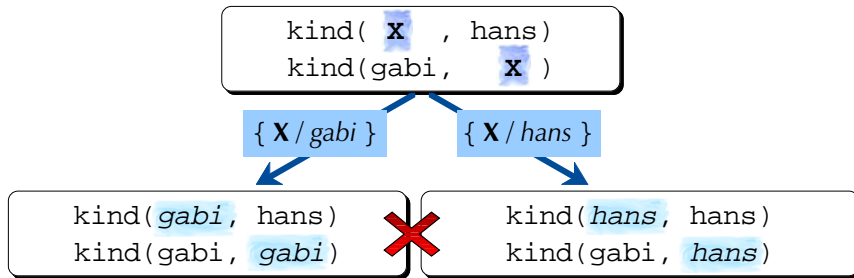 kind( X , hans)
kind(gabi, X )
{ X / gabi }
{ X / hans }
kind(gabi, hans)
kind(gabi, gabi)
kind(hans, hans)
kind(gabi, hans)